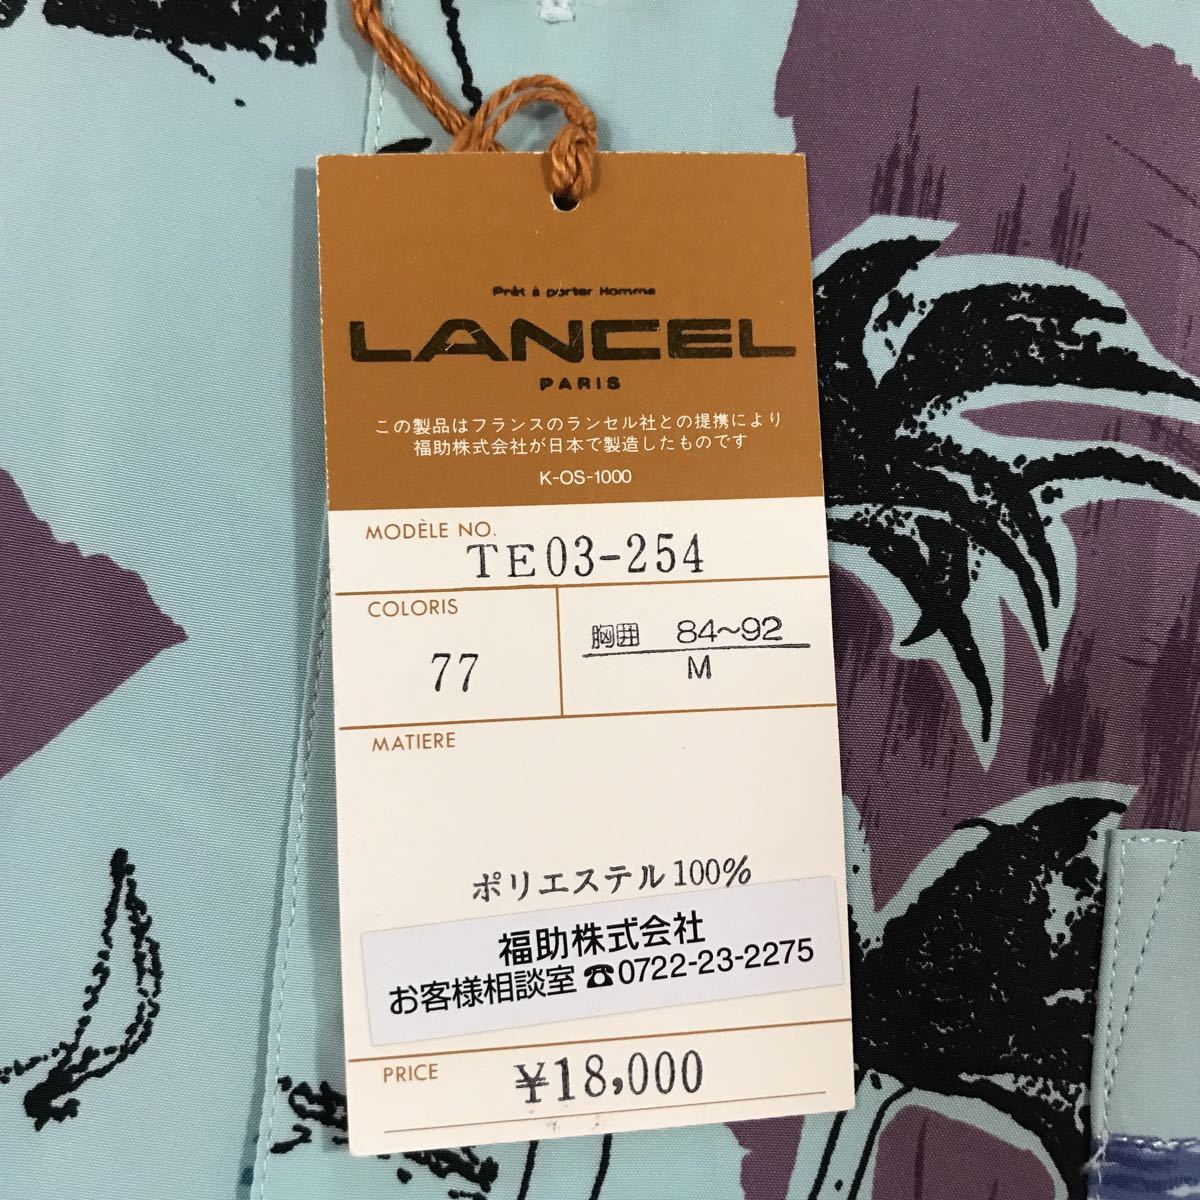 Prêt à porter Homme
LANCEL
PARIS
この製品はフランスのランセル社との提携により
福助株式会社が日本で製造したものです
K-OS-1000
MODÈLE NO.
TE03-254
COLORIS
77
胸囲 84~92
M
MATIERE
ポリエステル100%
福助株式会社
お客様相談室☎0722-23-2275
PRICE
¥18,000